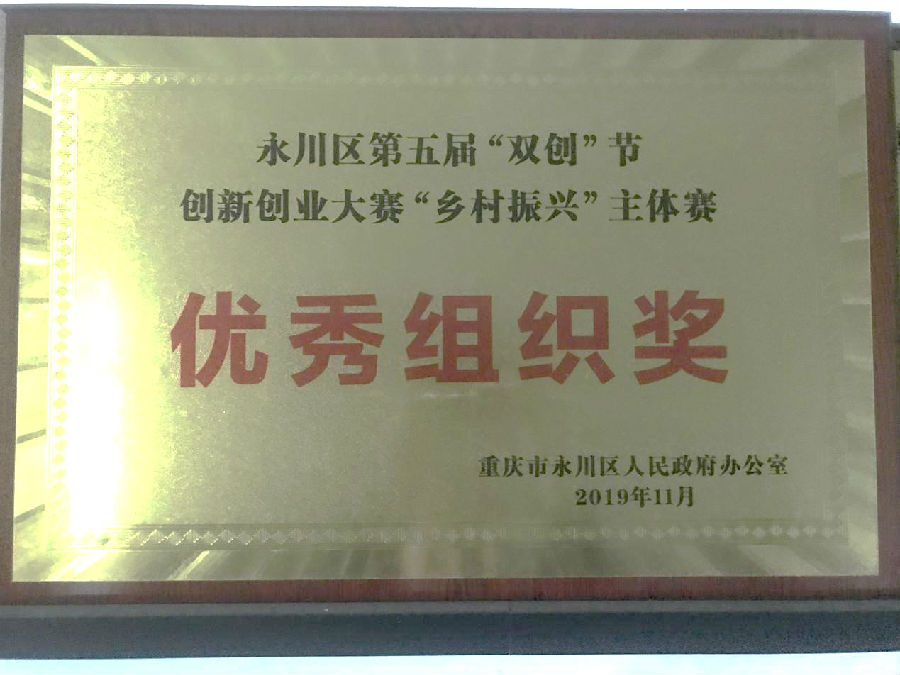 永川区第五届“双创”节
创新创业大赛“乡村振兴”主体赛
优秀组织奖
重庆市永川区人民政府办公室
2019年11月